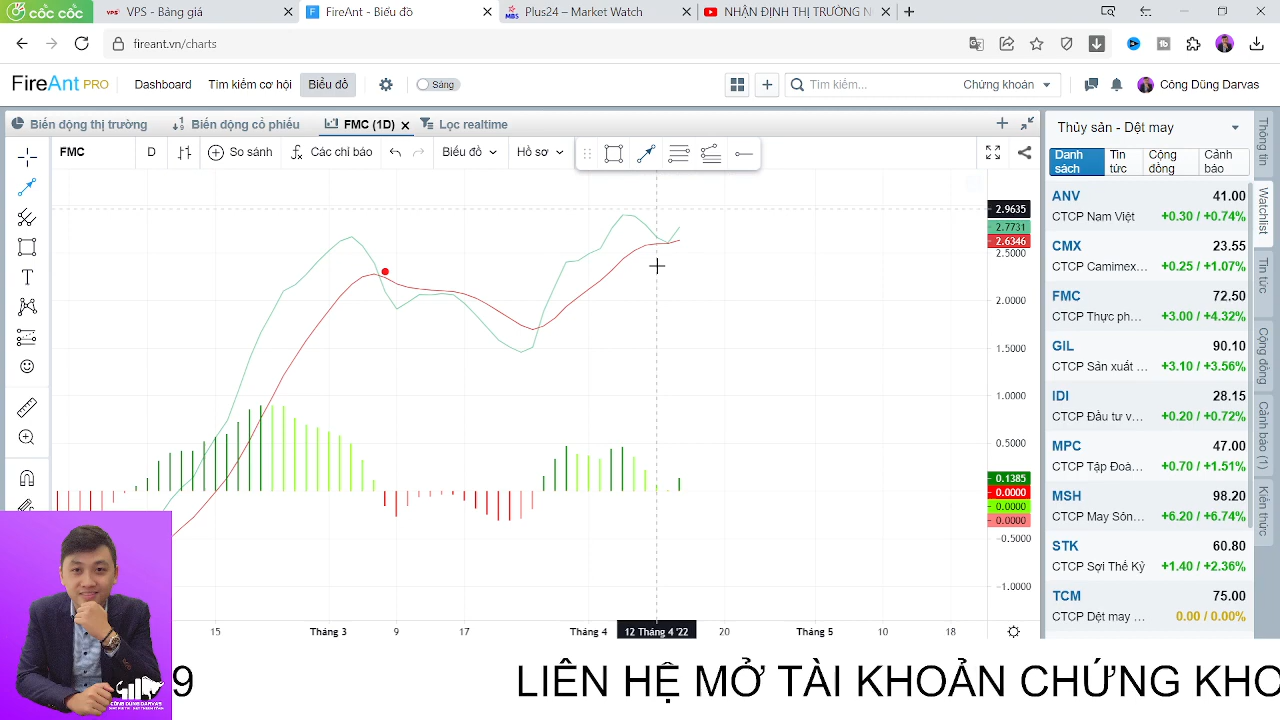 cốc cốc
VPS - Bảng giá
FireAnt - Biểu đồ
Plus24 – Market Watch
NHẬN ĐỊNH THỊ TRƯỜNG N
fireant.vn/charts
FireAnt PRO
Dashboard
Tìm kiếm cơ hội
Biểu đồ
Sáng
Tìm kiếm...
Chứng khoán
Công Dũng Darvas
Biến động thị trường
Biến động cổ phiếu
FMC (1D)
Lọc realtime
Thủy sản - Dệt may
FMC
D
So sánh
Các chỉ báo
Biểu đồ
Hồ sơ
Danh sách
Tin tức
Cộng đồng
Cảnh báo
Thông tin
Watchlist
Tin tức
Cộng đồng
Cảnh báo (1)
Kiến thức
ANV 41.00
CTCP Nam Việt +0.30 / +0.74%
CMX 23.55
CTCP Camimex... +0.25 / +1.07%
FMC 72.50
CTCP Thực ph... +3.00 / +4.32%
GIL 90.10
CTCP Sản xuất ... +3.10 / +3.56%
IDI 28.15
CTCP Đầu tư v... +0.20 / +0.72%
MPC 47.00
CTCP Tập Đoà... +0.70 / +1.51%
MSH 98.20
CTCP May Sôn... +6.20 / +6.74%
STK 60.80
CTCP Sợi Thế Kỷ +1.40 / +2.36%
TCM 75.00
CTCP Dệt may ... 0.00 / 0.00%
2.9635
2.7731
2.6346
2.5000
2.0000
1.5000
1.0000
0.5000
0.1385
0.0000
0.0000
0.0000
−0.5000
−1.0000
15
Tháng 3
9
17
Tháng 4
12 Tháng 4 '22
20
Tháng 5
10
18
CÔNG DŨNG DARVAS
9
LIÊN HỆ MỞ TÀI KHOẢN CHỨNG KHO